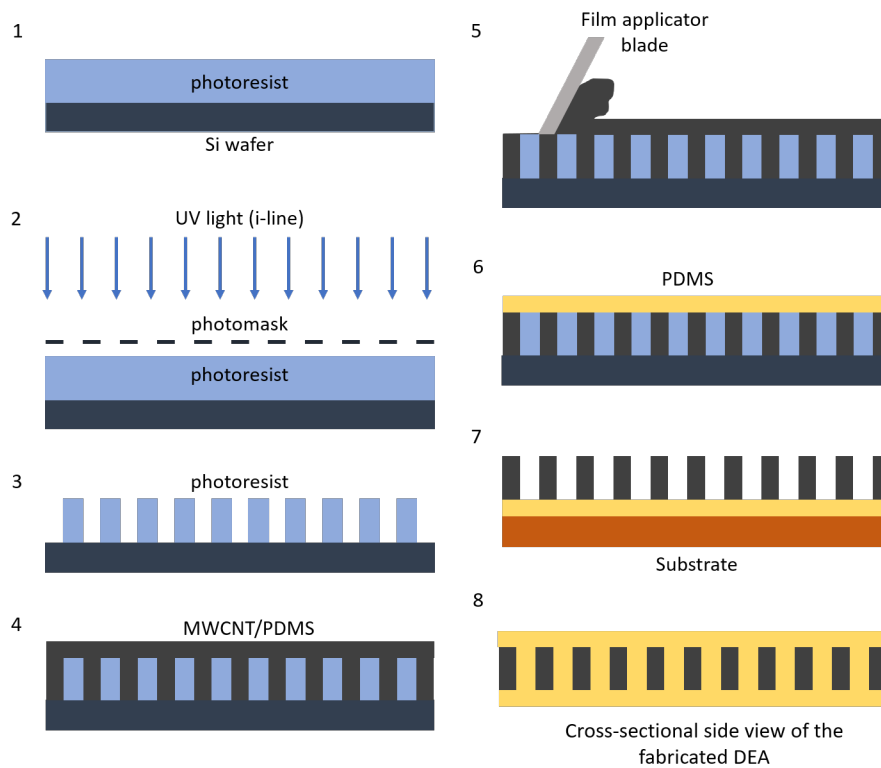 1
photoresist
Si wafer
2
UV light (i-line)
photomask
photoresist
3
photoresist
4
MWCNT/PDMS
5
Film applicator
blade
6
PDMS
7
Substrate
8
Cross-sectional side view of the
fabricated DEA